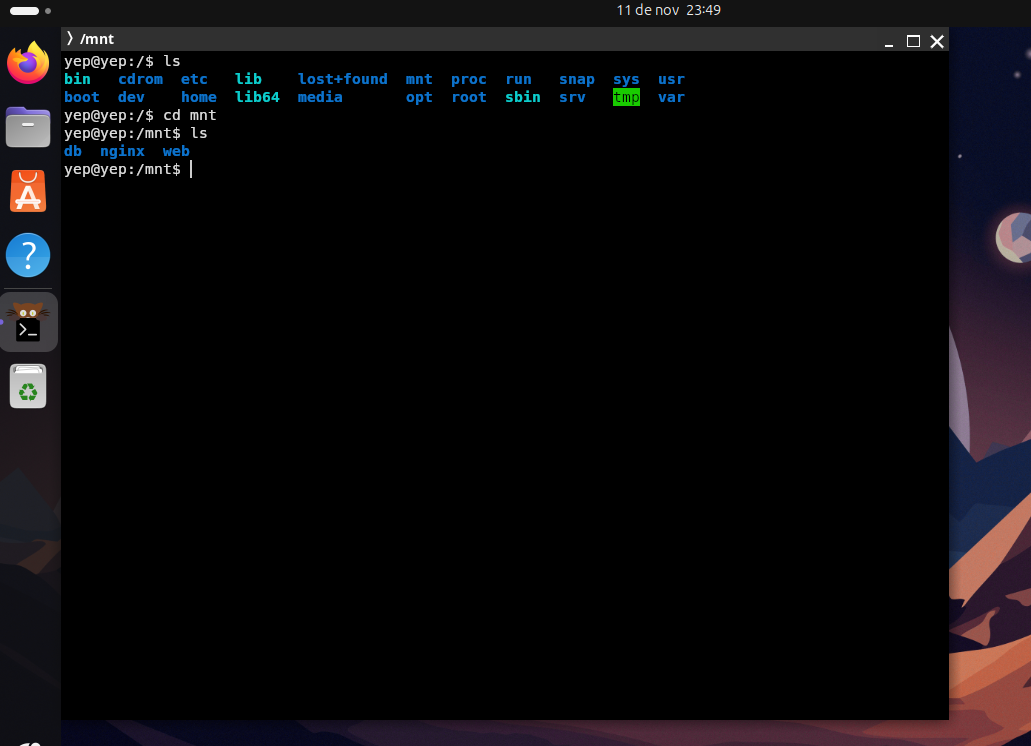 11 de nov 23:49
⟩ /mnt
yep@yep:/$ ls
bin cdrom etc lib lost+found mnt proc run snap sys usr
boot dev home lib64 media opt root sbin srv tmp var
yep@yep:/$ cd mnt
yep@yep:/mnt$ ls
db nginx web
yep@yep:/mnt$